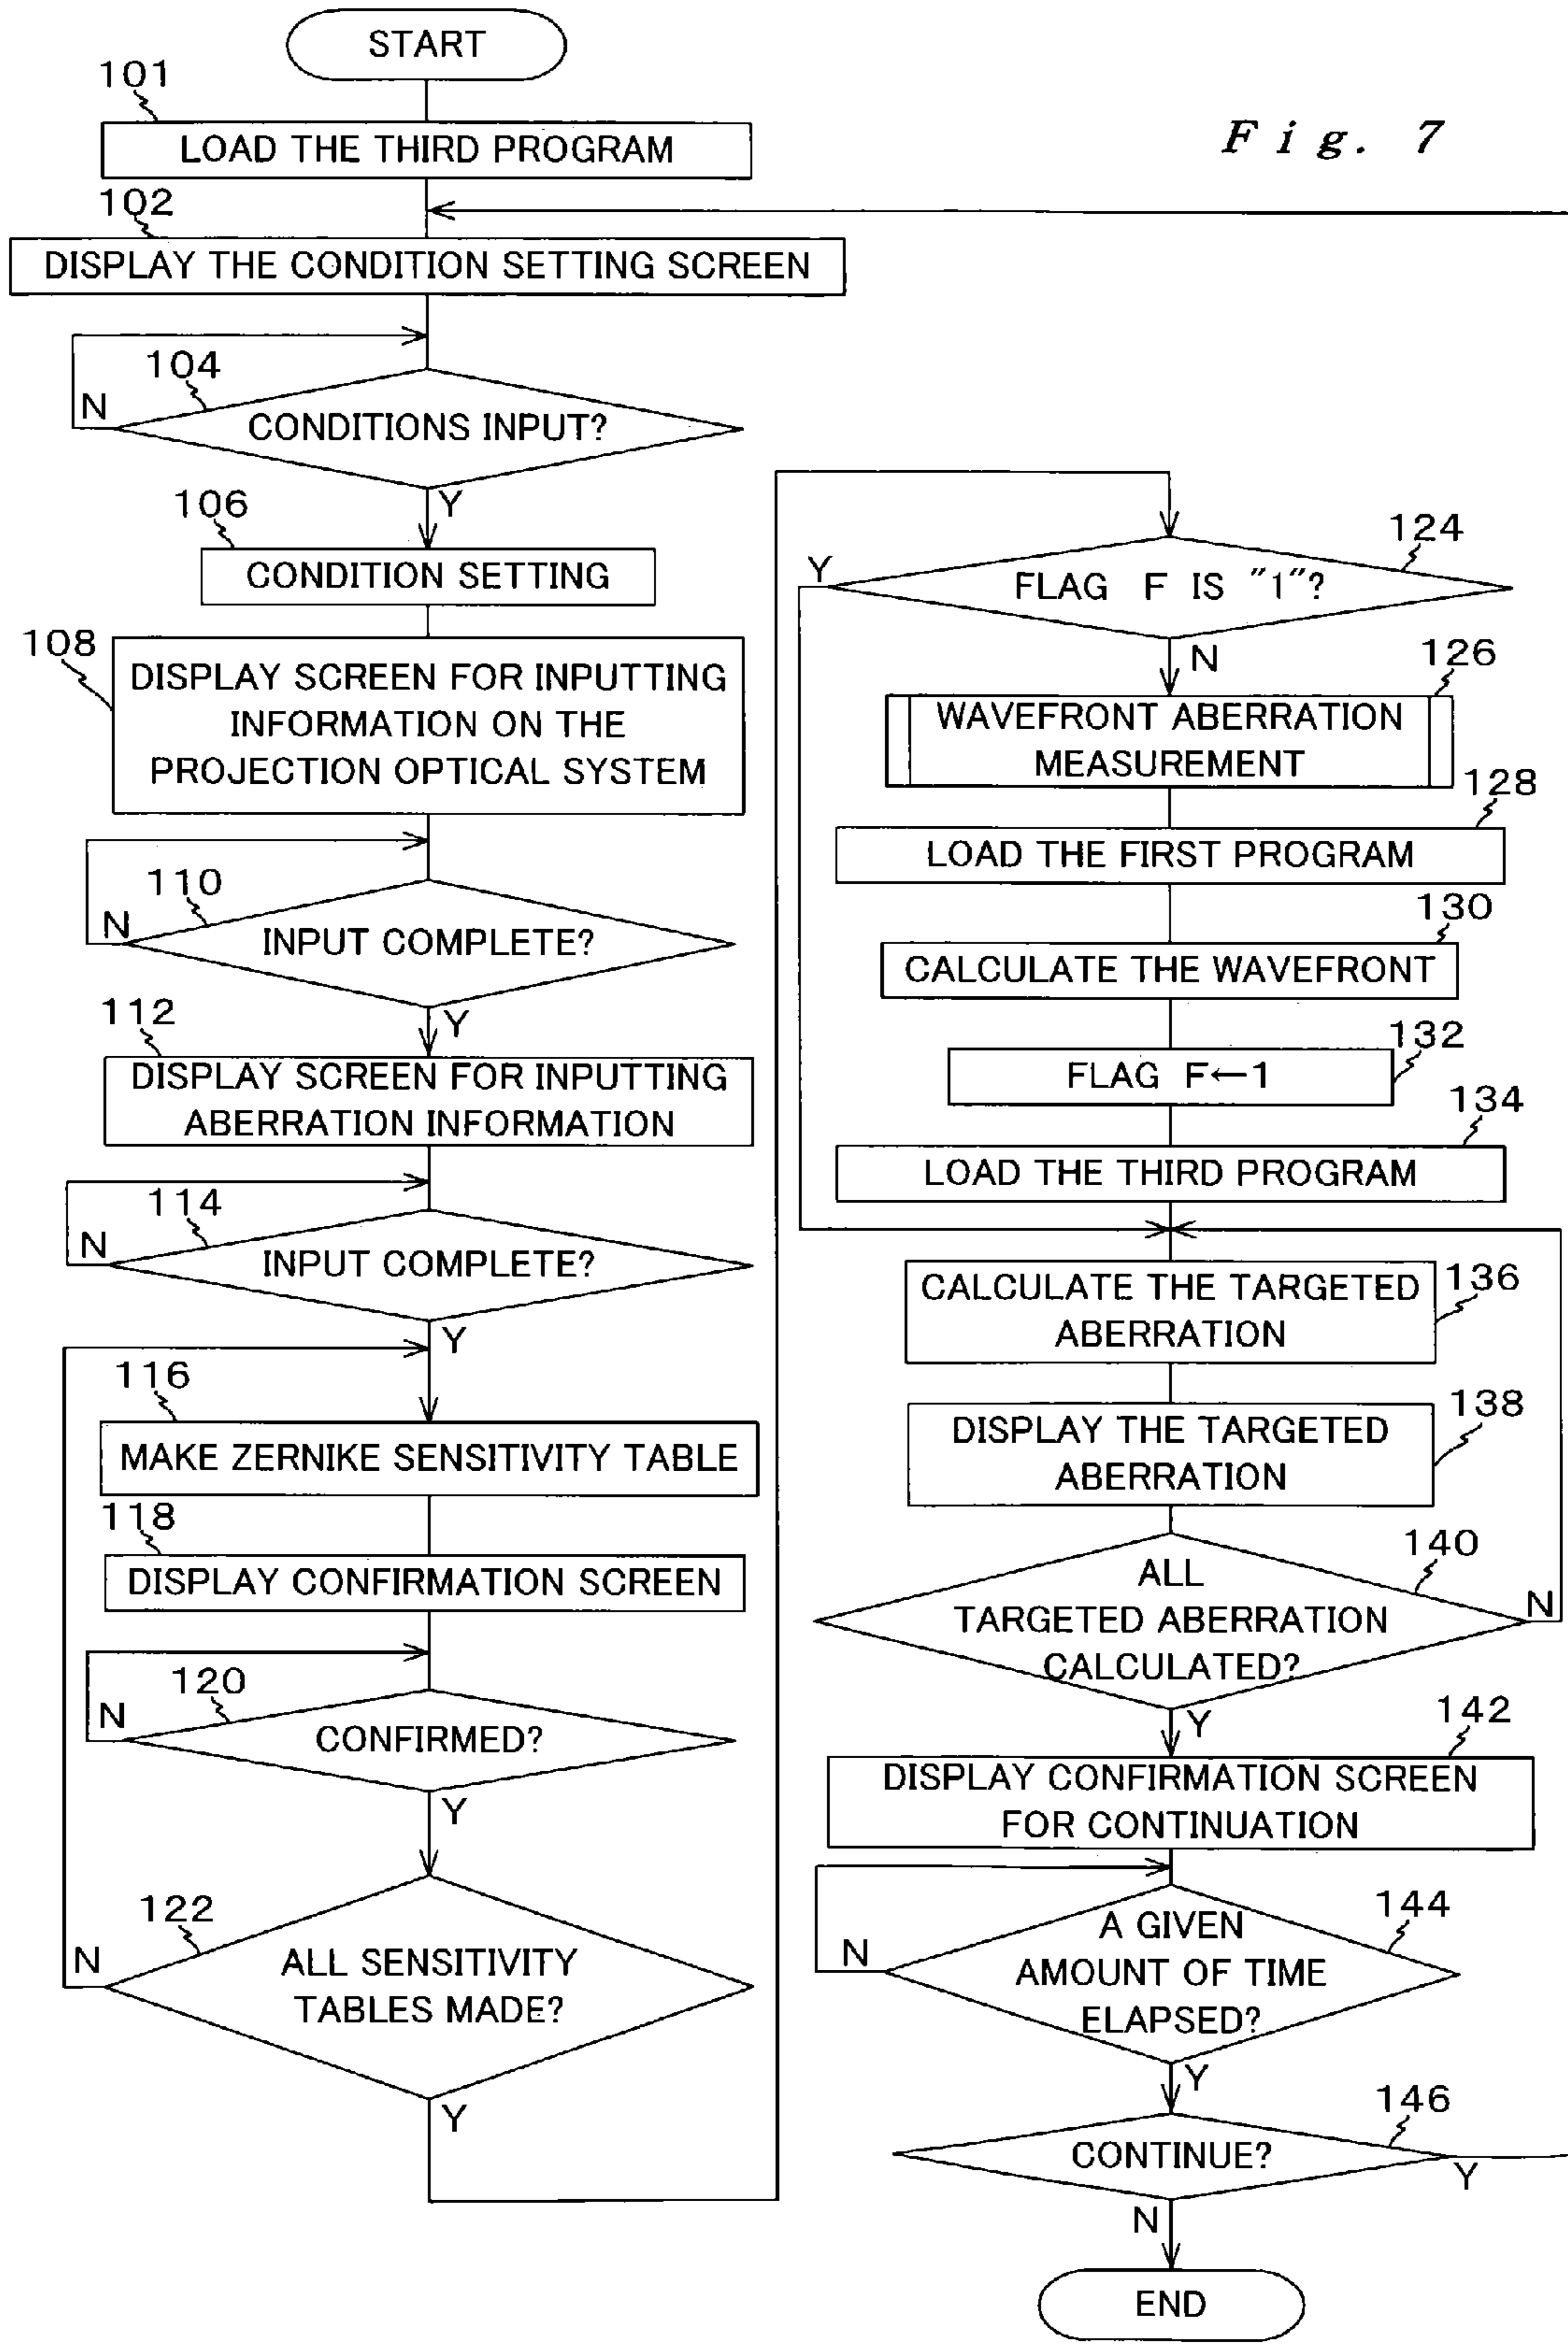 Fig. 7
START
101
LOAD THE THIRD PROGRAM
102
DISPLAY THE CONDITION SETTING SCREEN
104
N
CONDITIONS INPUT?
Y
106
CONDITION SETTING
108
DISPLAY SCREEN FOR INPUTTING
INFORMATION ON THE
PROJECTION OPTICAL SYSTEM
110
N
INPUT COMPLETE?
Y
112
DISPLAY SCREEN FOR INPUTTING
ABERRATION INFORMATION
114
N
INPUT COMPLETE?
Y
116
MAKE ZERNIKE SENSITIVITY TABLE
118
DISPLAY CONFIRMATION SCREEN
120
N
CONFIRMED?
Y
122
N
ALL SENSITIVITY
TABLES MADE?
Y
124
Y
FLAG F IS "1"?
N
126
WAVEFRONT ABERRATION
MEASUREMENT
128
LOAD THE FIRST PROGRAM
130
CALCULATE THE WAVEFRONT
132
FLAG F←1
134
LOAD THE THIRD PROGRAM
136
CALCULATE THE TARGETED
ABERRATION
138
DISPLAY THE TARGETED
ABERRATION
140
ALL
TARGETED ABERRATION
CALCULATED?
N
Y
142
DISPLAY CONFIRMATION SCREEN
FOR CONTINUATION
144
N
A GIVEN
AMOUNT OF TIME
ELAPSED?
Y
146
CONTINUE?
Y
N
END